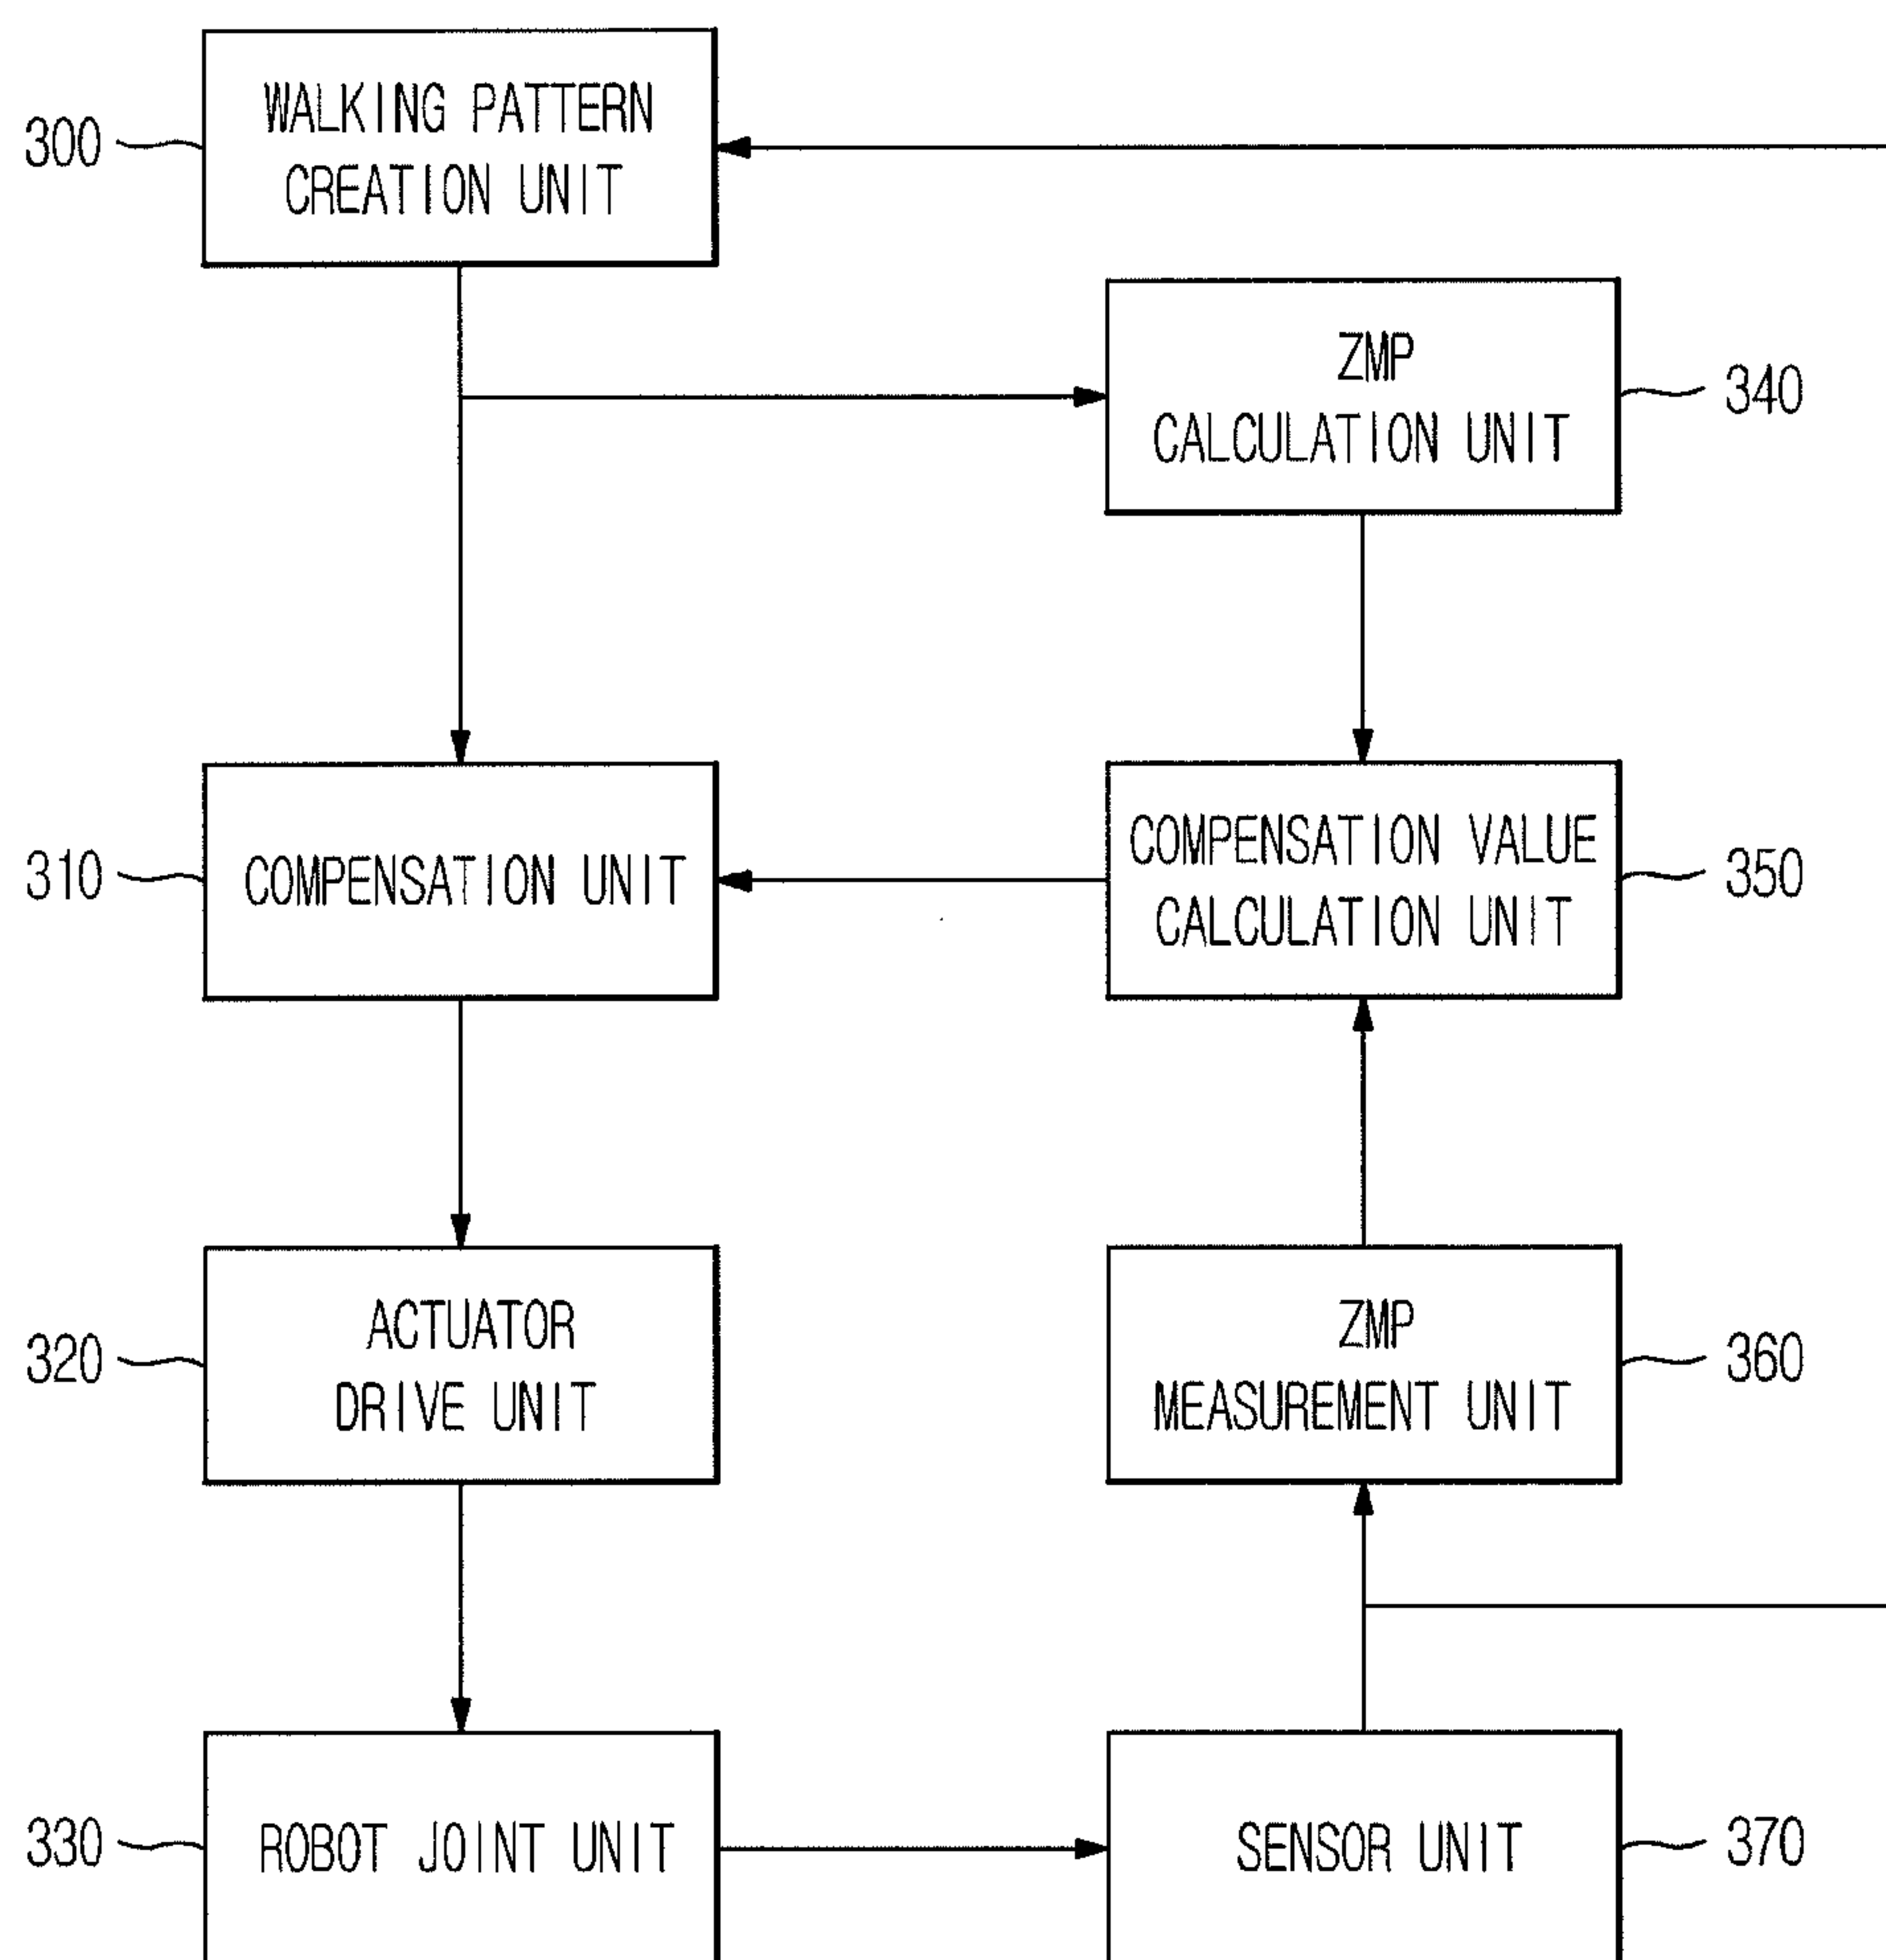 300
WALKING PATTERN
CREATION UNIT
ZMP
CALCULATION UNIT
340
310
COMPENSATION UNIT
COMPENSATION VALUE
CALCULATION UNIT
350
320
ACTUATOR
DRIVE UNIT
ZMP
MEASUREMENT UNIT
360
330
ROBOT JOINT UNIT
SENSOR UNIT
370